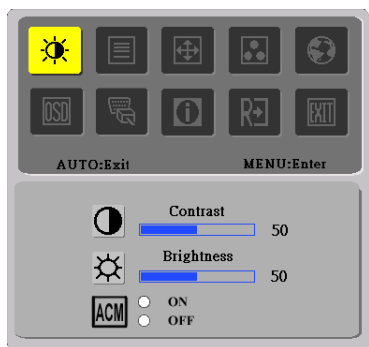 OSD R EXIT
AUTO:Exit MENU:Enter
Contrast
50
Brightness
50
ACM ON
OFF